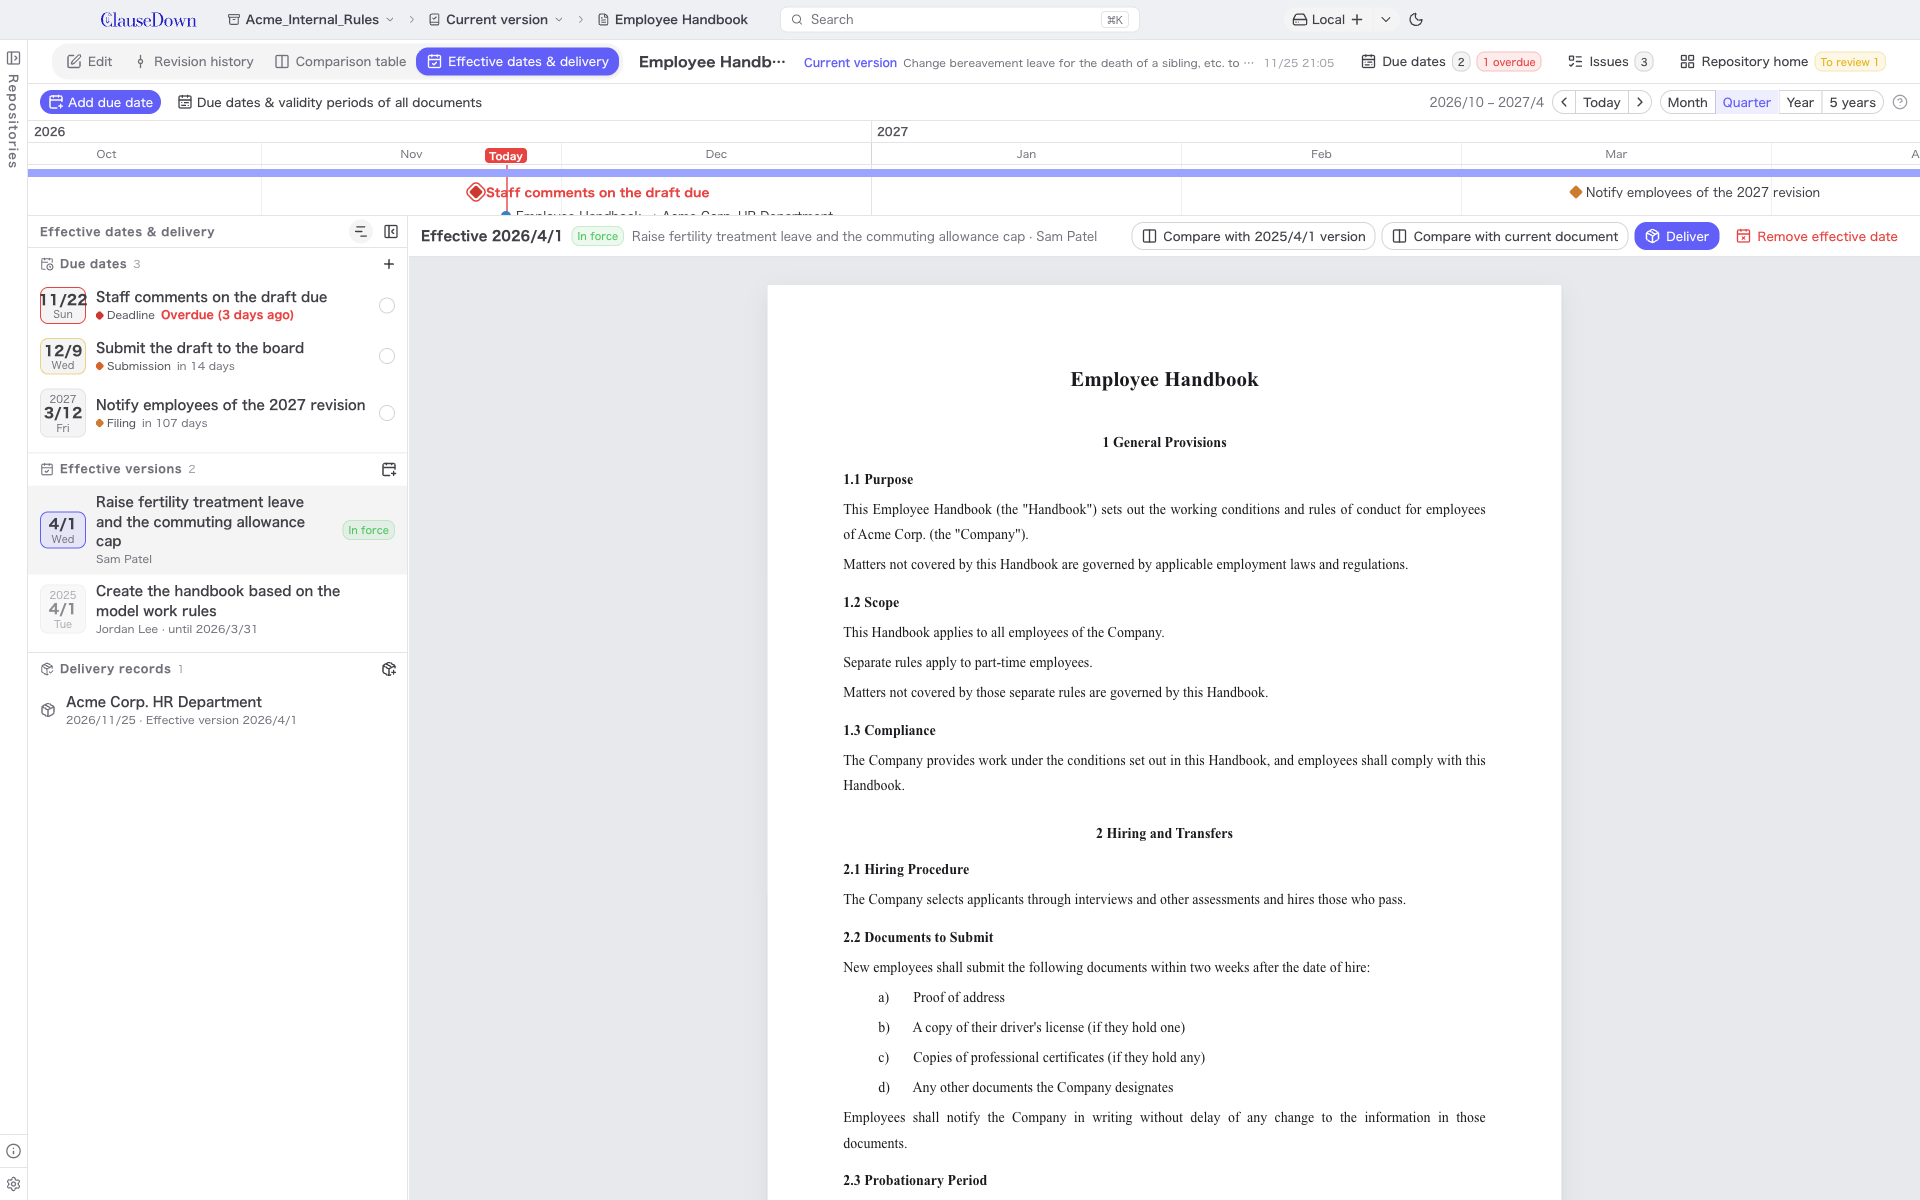 ClauseDown
Acme_Internal_Rules
Current version
Employee Handbook
Search
⌘K
Local
Edit
Revision history
Comparison table
Effective dates & delivery
Employee Handb···
Current version
Change bereavement leave for the death of a sibling, etc. to ···
11/25 21:05
Due dates 2
1 overdue
Issues 3
Repository home
To review 1
Repositories
Add due date
Due dates & validity periods of all documents
2026/10 – 2027/4
Today
Month
Quarter
Year
5 years
2026
2027
Oct
Nov
Today
Dec
Jan
Feb
Mar
A
Staff comments on the draft due
Notify employees of the 2027 revision
Employee Handbook → Acme Corp. HR Department
Effective dates & delivery
Due dates 3
11/22
Sun
Staff comments on the draft due
Deadline Overdue (3 days ago)
12/9
Wed
Submit the draft to the board
Submission in 14 days
2027
3/12
Fri
Notify employees of the 2027 revision
Filing in 107 days
Effective versions 2
4/1
Wed
Raise fertility treatment leave
and the commuting allowance
cap
Sam Patel
In force
2025
4/1
Tue
Create the handbook based on the
model work rules
Jordan Lee · until 2026/3/31
Delivery records 1
Acme Corp. HR Department
2026/11/25 · Effective version 2026/4/1
Effective 2026/4/1
In force
Raise fertility treatment leave and the commuting allowance cap · Sam Patel
Compare with 2025/4/1 version
Compare with current document
Deliver
Remove effective date
Employee Handbook
1 General Provisions
1.1 Purpose
This Employee Handbook (the "Handbook") sets out the working conditions and rules of conduct for employees
of Acme Corp. (the "Company").
Matters not covered by this Handbook are governed by applicable employment laws and regulations.
1.2 Scope
This Handbook applies to all employees of the Company.
Separate rules apply to part-time employees.
Matters not covered by those separate rules are governed by this Handbook.
1.3 Compliance
The Company provides work under the conditions set out in this Handbook, and employees shall comply with this
Handbook.
2 Hiring and Transfers
2.1 Hiring Procedure
The Company selects applicants through interviews and other assessments and hires those who pass.
2.2 Documents to Submit
New employees shall submit the following documents within two weeks after the date of hire:
a) Proof of address
b) A copy of their driver's license (if they hold one)
c) Copies of professional certificates (if they hold any)
d) Any other documents the Company designates
Employees shall notify the Company in writing without delay of any change to the information in those
documents.
2.3 Probationary Period